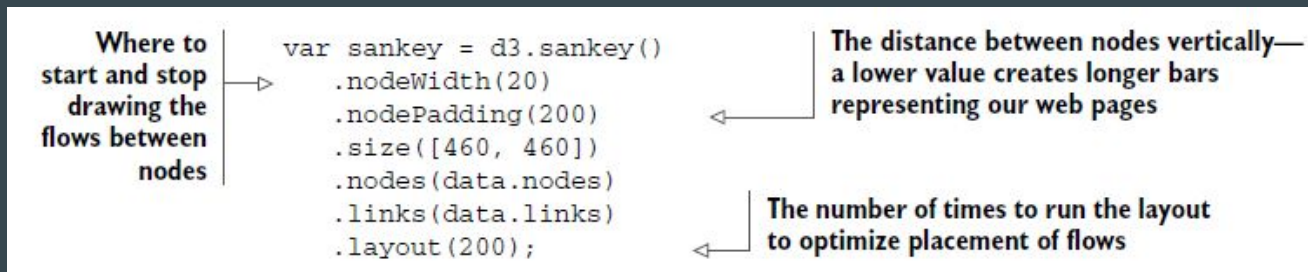 Where to
start and stop
drawing the
flows between
nodes
var sankey = d3.sankey()
.nodeWidth(20)
.nodePadding(200)
.size([460, 460])
.nodes(data.nodes)
.links(data.links)
.layout(200);
The distance between nodes vertically—
a lower value creates longer bars
representing our web pages
The number of times to run the layout
to optimize placement of flows